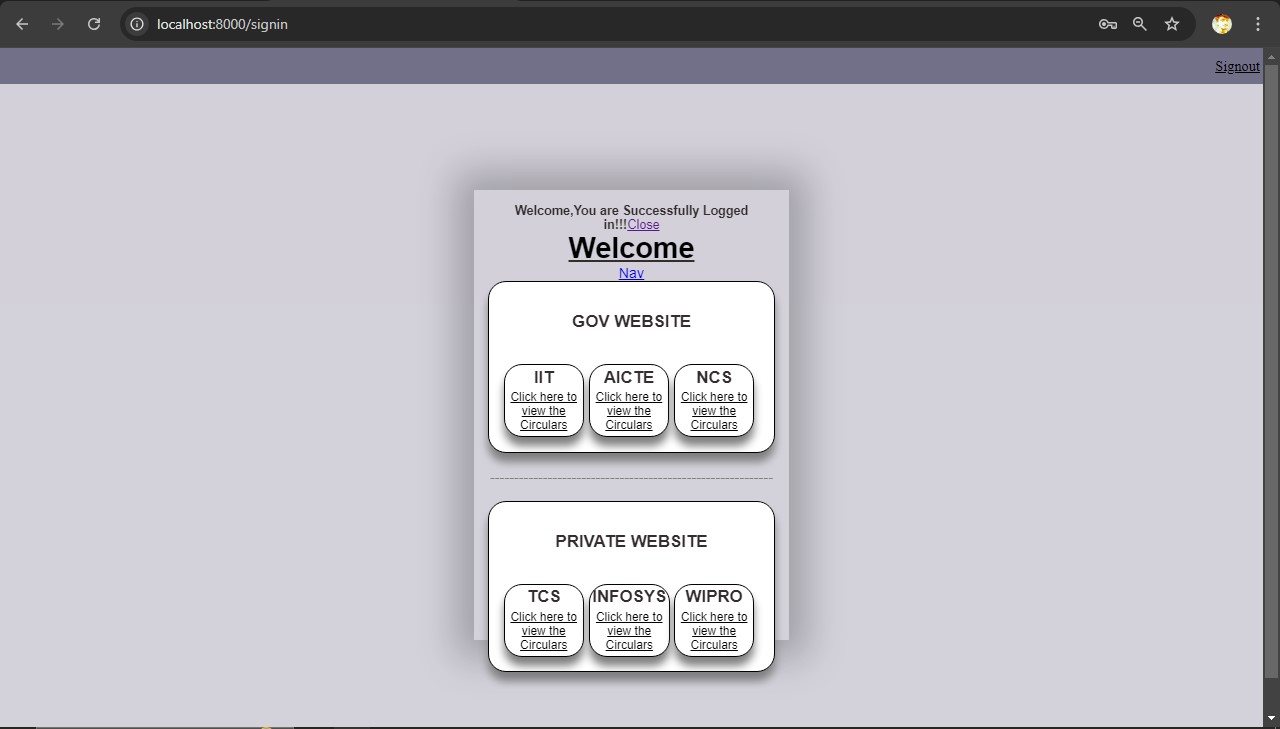 localhost:8000/signin
Signout
Welcome,You are Successfully Logged
in!!!Close
Welcome
Nav
GOV WEBSITE
IIT AICTE NCS
Click here to Click here to Click here to
view the view the view the
Circulars Circulars Circulars
PRIVATE WEBSITE
TCS INFOSYS WIPRO
Click here to Click here to Click here to
view the view the view the
Circulars Circulars Circulars